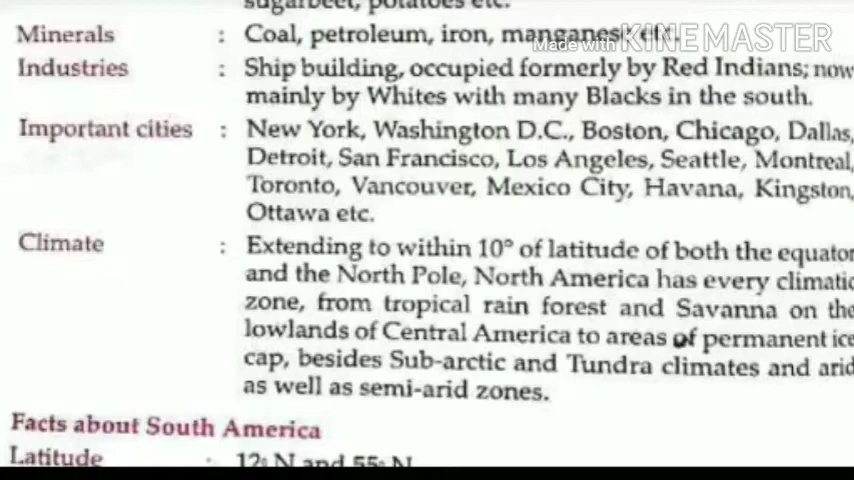 sugarbeet, potatoes etc.
Minerals : Coal, petroleum, iron, manganese etc.
Made with KINEMASTER
Industries : Ship building, occupied formerly by Red Indians; now
mainly by Whites with many Blacks in the south.
Important cities : New York, Washington D.C., Boston, Chicago, Dallas,
Detroit, San Francisco, Los Angeles, Seattle, Montreal,
Toronto, Vancouver, Mexico City, Havana, Kingston,
Ottawa etc.
Climate : Extending to within 10° of latitude of both the equator
and the North Pole, North America has every climatic
zone, from tropical rain forest and Savanna on the
lowlands of Central America to areas of permanent ice
cap, besides Sub-arctic and Tundra climates and arid
as well as semi-arid zones.
Facts about South America
Latitude : 12° N and 55° N